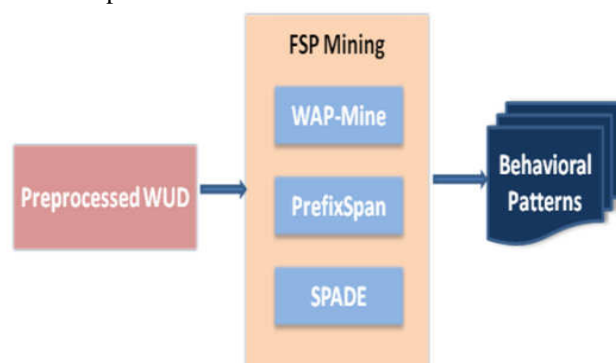 FSP Mining
WAP-Mine
Preprocessed WUD
PrefixSpan
SPADE
Behavioral
Patterns